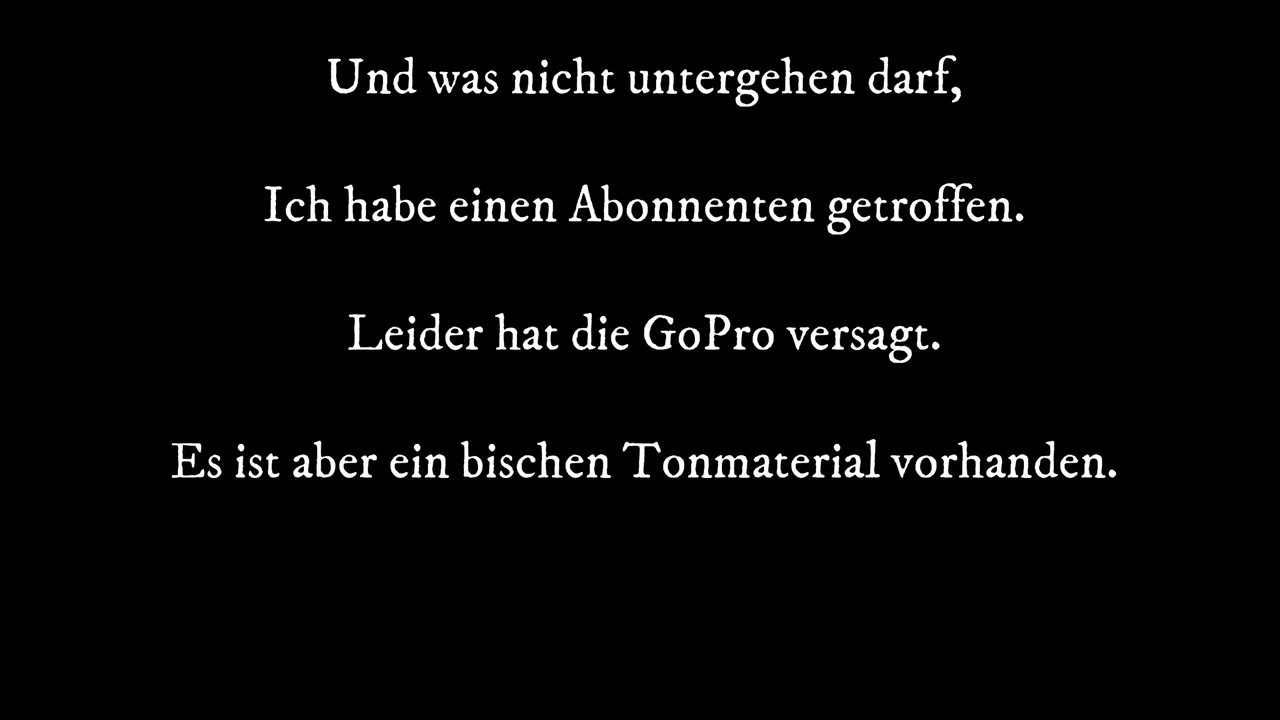 Und was nicht untergehen darf,
Ich habe einen Abonnenten getroffen.
Leider hat die GoPro versagt.
Es ist aber ein bischen Tonmaterial vorhanden.